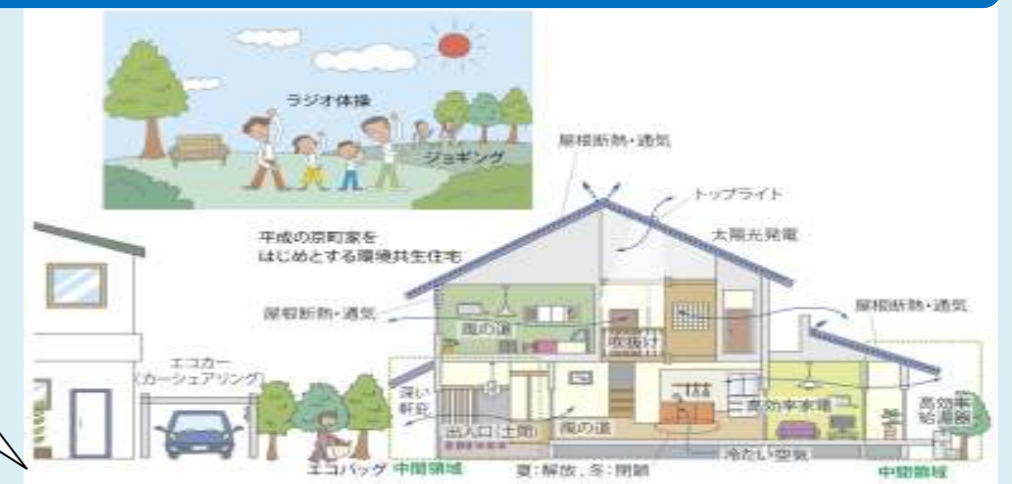 ラジオ体操
ジョギング
屋根断熱・通気
トップライト
太陽光発電
平成の京町家を
はじめとする環境共生住宅
屋根断熱・通気
屋根断熱・通気
風の道
吹抜け
エコカー
(カーシェアリング)
深い
軒庇
高効率家電
高効率
給湯器
出入口(土間)
風の道
冷たい空気
エコバッグ
中間領域
夏:解放、冬:閉鎖
中間領域